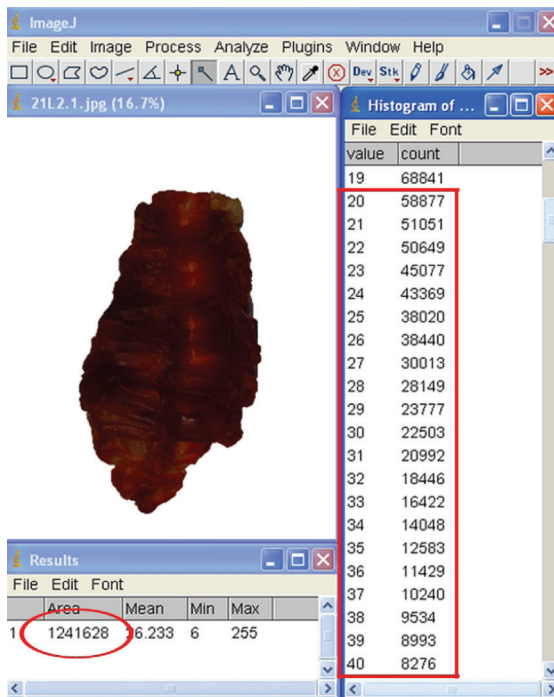 ImageJ
File Edit Image Process Analyze Plugins Window Help
A Dev Stk >>
21L2.1.jpg (16.7%)
Histogram of ...
File Edit Font
value count
19 68841
20 58877
21 51051
22 50649
23 45077
24 43369
25 38020
26 38440
27 30013
28 28149
29 23777
30 22503
31 20992
32 18446
33 16422
34 14048
35 12583
36 11429
37 10240
38 9534
39 8993
40 8276
Results
File Edit Font
Area Mean Min Max
1 1241628 6 255